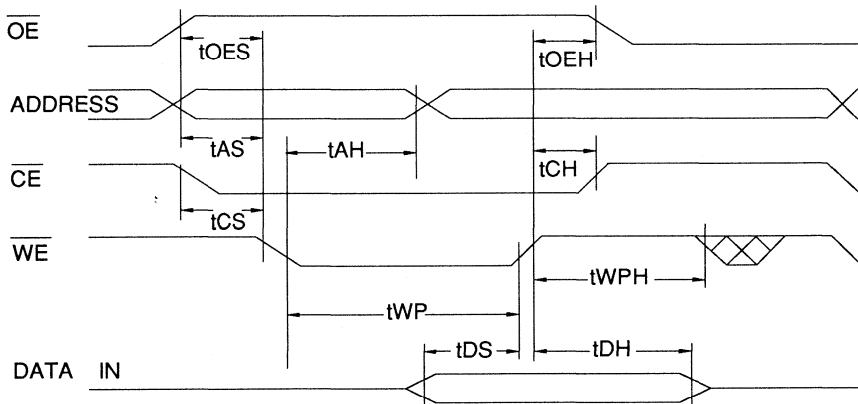 OE
tOES
tOEH
ADDRESS
tAS
tAH
tCH
CE
tCS
WE
tWPH
tWP
tDS
tDH
DATA IN